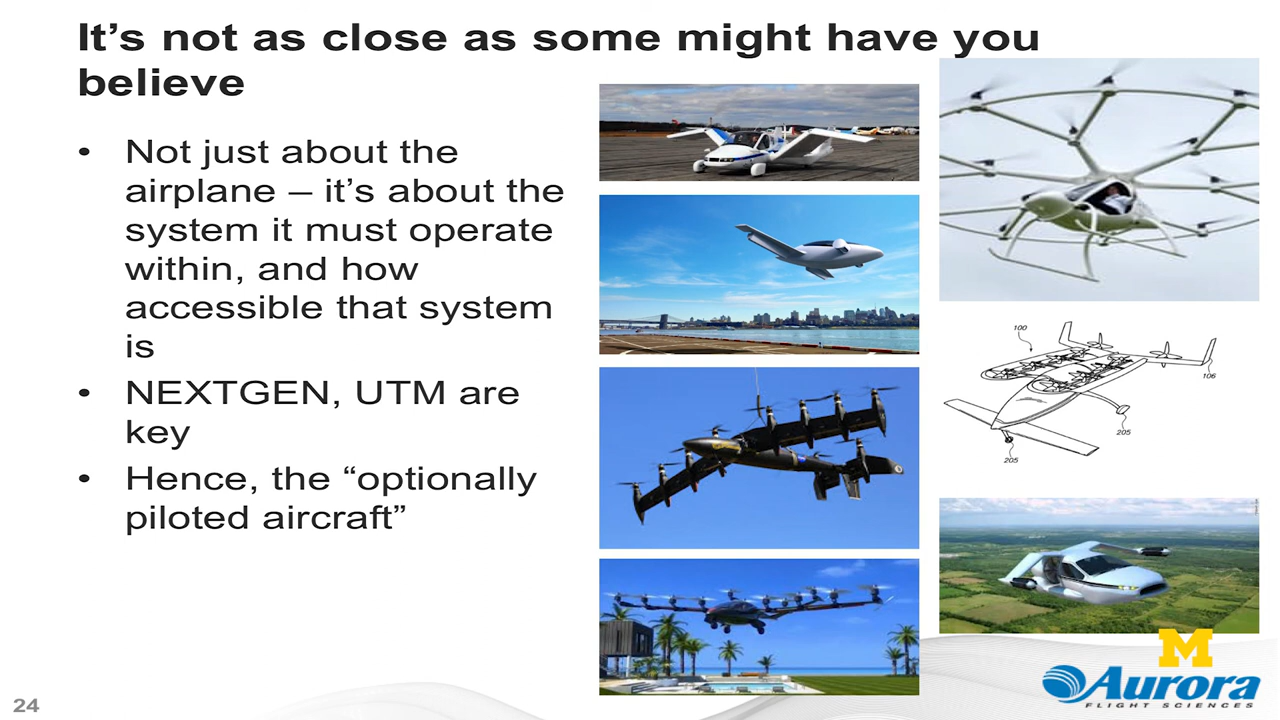 It’s not as close as some might have you
believe
• Not just about the
airplane – it’s about the
system it must operate
within, and how
accessible that system
is
• NEXTGEN, UTM are
key
• Hence, the “optionally
piloted aircraft”
100
106
205
205
M
Aurora
FLIGHT SCIENCES
24